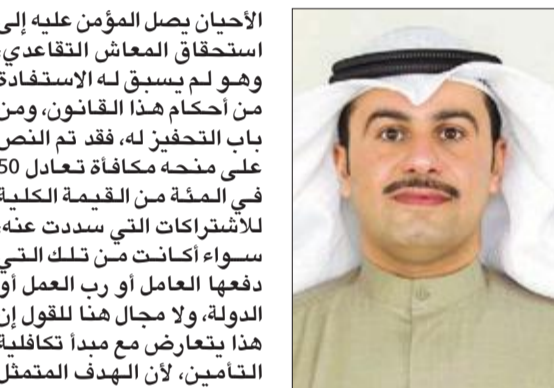 الأحيان يصل المؤمن عليه إلى
استحقاق المعاش التقاعدي،
وهو لم يسبق له الاستفادة
من أحكام هذا القانون، ومن
باب التحفيز له، فقد تم النص
على منحه مكافأة تعادل 50
في المئة من القيمة الكلية
للاشتراكات التي سددت عنه،
سواء أكانت من تلك التي
دفعها العامل أو رب العمل أو
الدولة، ولا مجال هنا للقول إن
هذا يتعارض مع مبدأ تكافلية
التأمين، لأن الهدف المتمثل